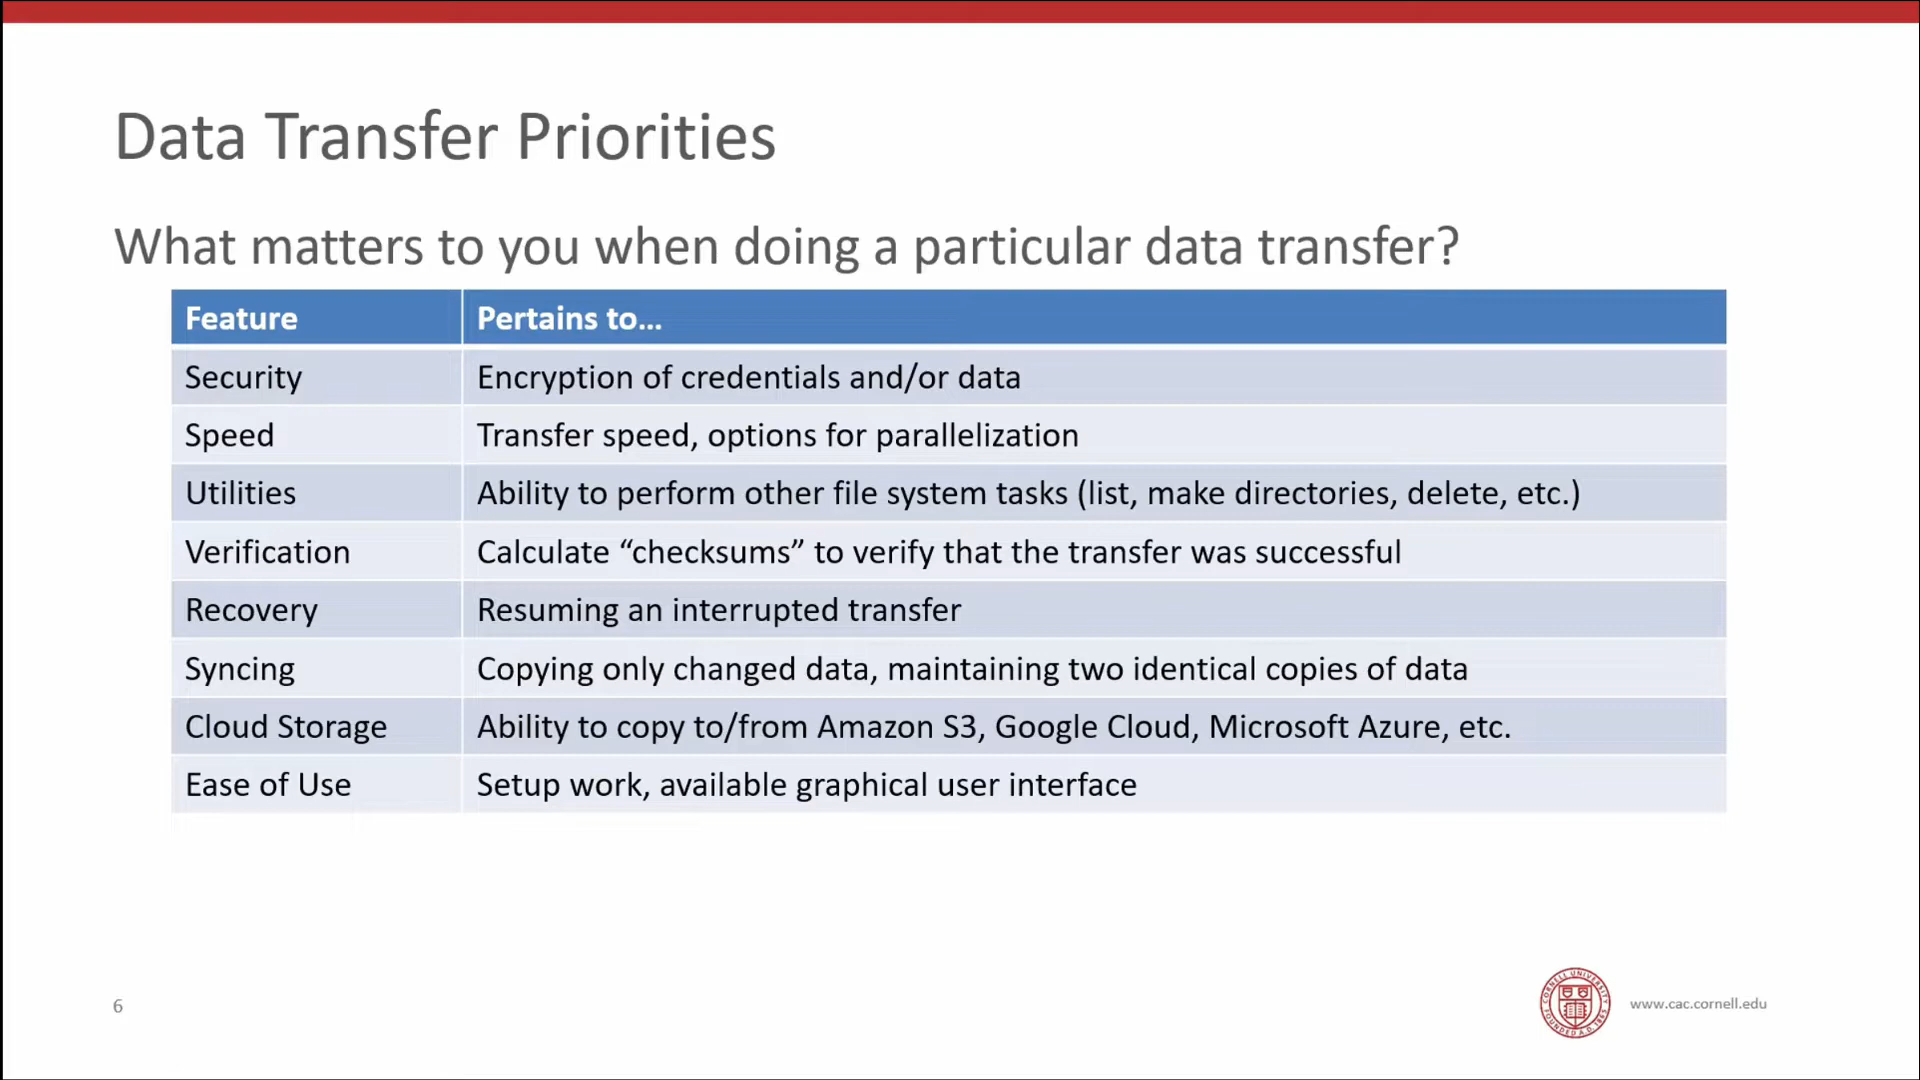 Data Transfer Priorities
What matters to you when doing a particular data transfer?
Feature Pertains to...
Security Encryption of credentials and/or data
Speed Transfer speed, options for parallelization
Utilities Ability to perform other file system tasks (list, make directories, delete, etc.)
Verification Calculate “checksums” to verify that the transfer was successful
Recovery Resuming an interrupted transfer
Syncing Copying only changed data, maintaining two identical copies of data
Cloud Storage Ability to copy to/from Amazon S3, Google Cloud, Microsoft Azure, etc.
Ease of Use Setup work, available graphical user interface
6
CORNELL UNIVERSITY
FOUNDED A.D. 1865
www.cac.cornell.edu